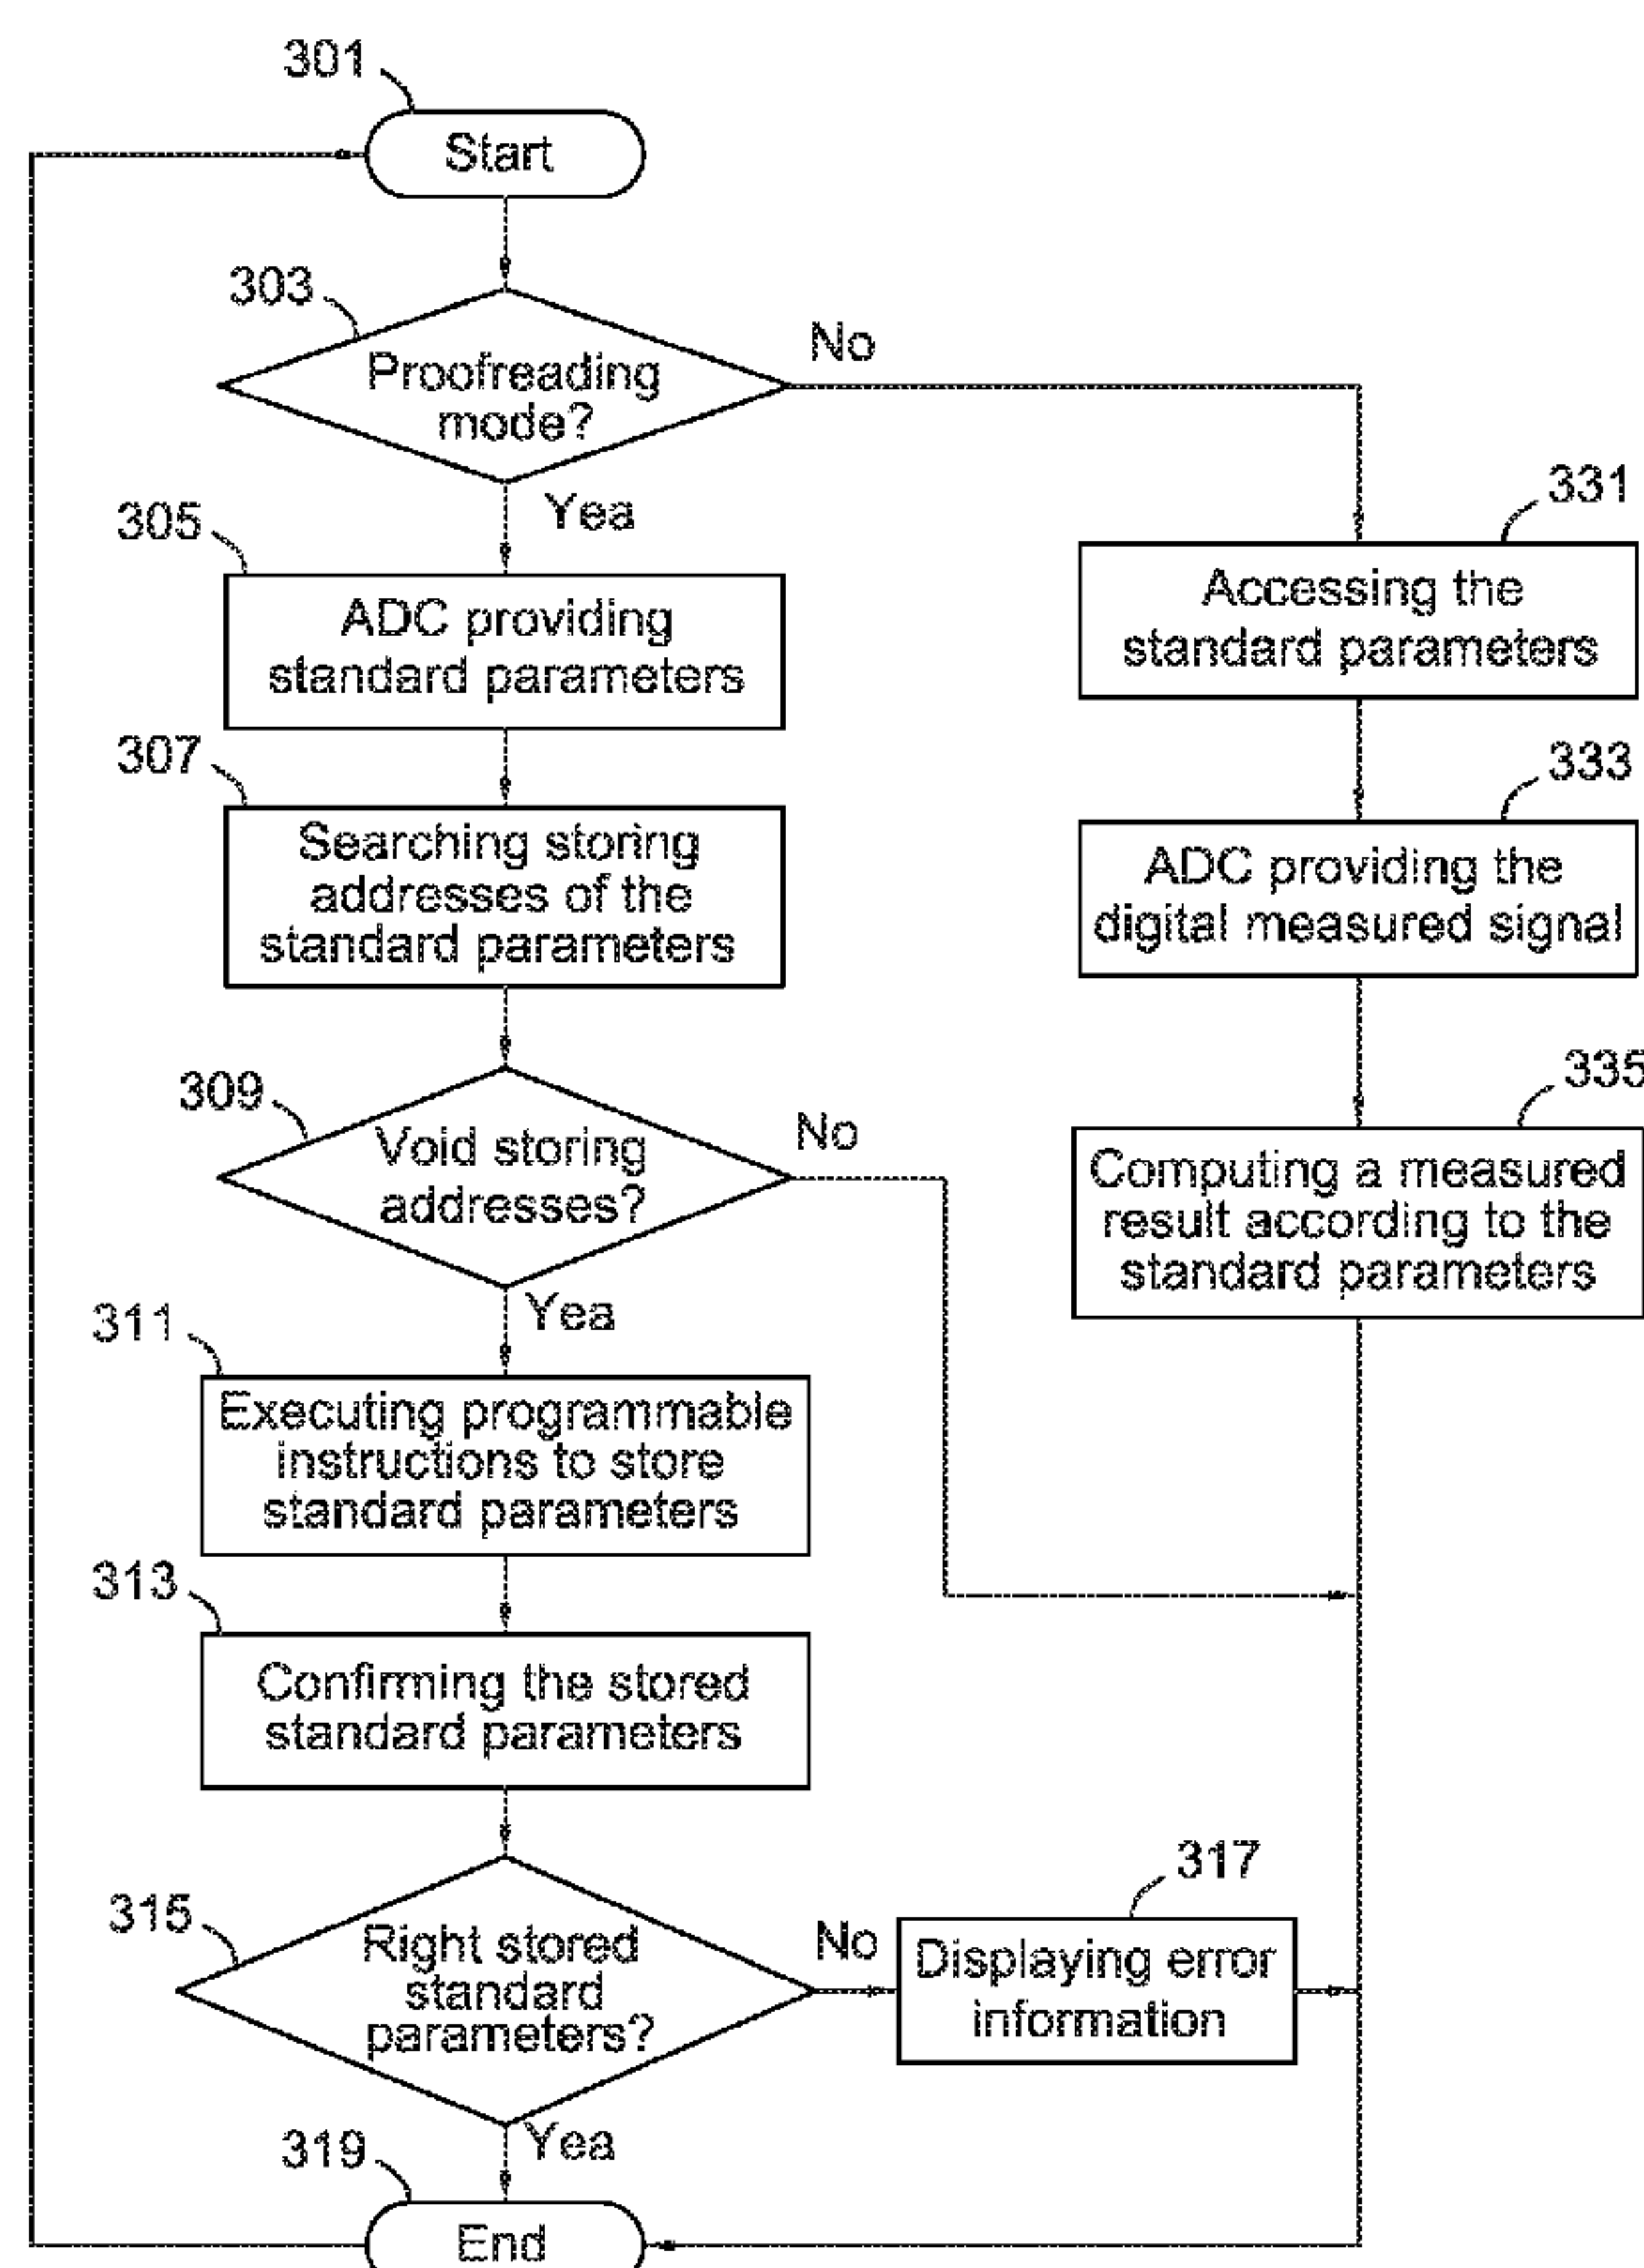 301
Start
303
Proofreading
mode?
No
Yea
305
ADC providing
standard parameters
331
Accessing the
standard parameters
307
Searching storing
addresses of the
standard parameters
333
ADC providing the
digital measured signal
309
Void storing
addresses?
No
Yea
335
Computing a measured
result according to the
standard parameters
311
Executing programmable
instructions to store
standard parameters
313
Confirming the stored
standard parameters
315
Right stored
standard
parameters?
No
317
Displaying error
information
Yea
319
End